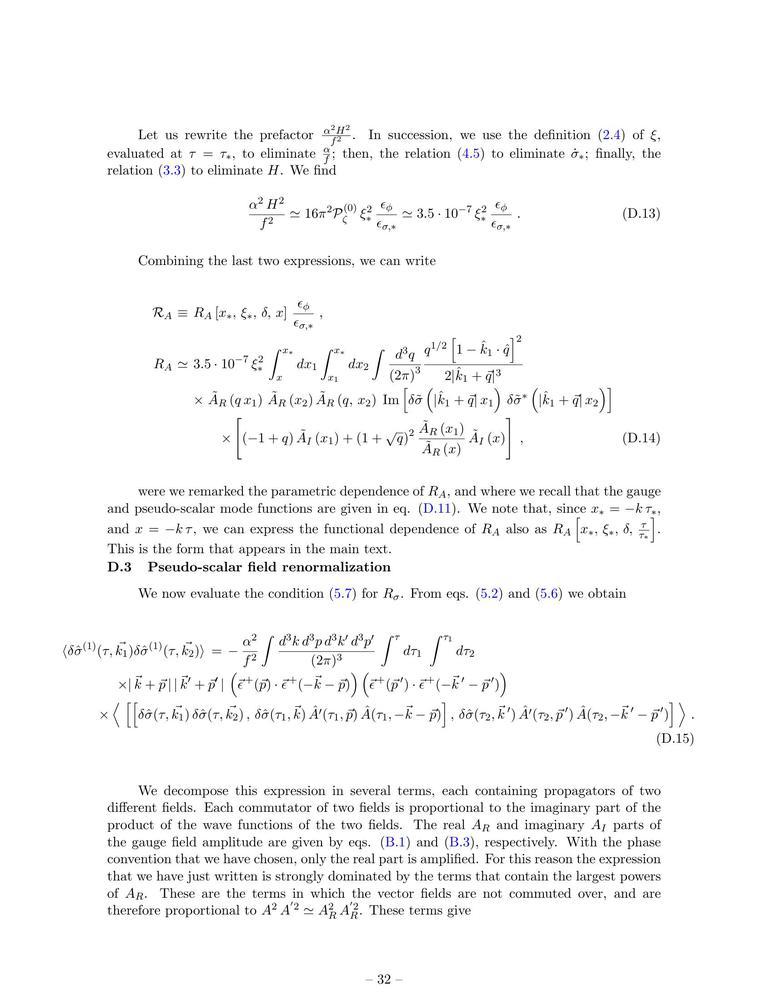 Let us rewrite the prefactor $\frac{\alpha^2 H^2}{f^2}$. In succession, we use the definition (2.4) of ξ,
evaluated at τ = τ_*, to eliminate $\frac{\alpha}{f}$; then, the relation (4.5) to eliminate $\dot{\sigma}_*$; finally, the
relation (3.3) to eliminate H. We find
$\frac{\alpha^2 H^2}{f^2} \simeq 16\pi^2 \mathcal{P}_\zeta^{(0)} \xi_*^2 \frac{\epsilon_\phi}{\epsilon_{\sigma,*}} \simeq 3.5 \cdot 10^{-7} \xi_*^2 \frac{\epsilon_\phi}{\epsilon_{\sigma,*}} .$ (D.13)
Combining the last two expressions, we can write
$\mathcal{R}_A \equiv R_A [x_*, \xi_*, \delta, x] \frac{\epsilon_\phi}{\epsilon_{\sigma,*}} ,$
$R_A \simeq 3.5 \cdot 10^{-7} \xi_*^2 \int_x^{x_*} dx_1 \int_{x_1}^{x_*} dx_2 \int \frac{d^3q}{(2\pi)^3} \frac{q^{1/2} \left[1 - \hat{k}_1 \cdot \hat{q}\right]^2}{2|\hat{k}_1 + \vec{q}|^3}$
$\times \tilde{A}_R (q\, x_1) \tilde{A}_R (x_2) \tilde{A}_R (q, x_2) \text{ Im} \left[ \delta\tilde{\sigma} \left( |\hat{k}_1 + \vec{q}| x_1 \right) \delta\tilde{\sigma}^* \left( |\hat{k}_1 + \vec{q}| x_2 \right) \right]$
$\times \left[ (-1 + q) \tilde{A}_I (x_1) + (1 + \sqrt{q})^2 \frac{\tilde{A}_R (x_1)}{\tilde{A}_R (x)} \tilde{A}_I (x) \right] ,$ (D.14)
were we remarked the parametric dependence of $R_A$, and where we recall that the gauge
and pseudo-scalar mode functions are given in eq. (D.11). We note that, since $x_* = -k\,\tau_*$,
and $x = -k\,\tau$, we can express the functional dependence of $R_A$ also as $R_A \left[ x_*, \xi_*, \delta, \frac{\tau}{\tau_*} \right]$.
This is the form that appears in the main text.
D.3 Pseudo-scalar field renormalization
We now evaluate the condition (5.7) for $R_\sigma$. From eqs. (5.2) and (5.6) we obtain
$\langle \delta\hat{\sigma}^{(1)}(\tau, \vec{k_1}) \delta\hat{\sigma}^{(1)}(\tau, \vec{k_2}) \rangle = - \frac{\alpha^2}{f^2} \int \frac{d^3k\, d^3p\, d^3k'\, d^3p'}{(2\pi)^3} \int^\tau d\tau_1 \int^{\tau_1} d\tau_2$
$\times | \vec{k} + \vec{p} | | \vec{k}' + \vec{p}' | \left( \vec{\epsilon}^+(\vec{p}) \cdot \vec{\epsilon}^+(-\vec{k} - \vec{p}) \right) \left( \vec{\epsilon}^+(\vec{p}') \cdot \vec{\epsilon}^+(-\vec{k}' - \vec{p}') \right)$
$\times \left\langle \left[ \left[ \delta\hat{\sigma}(\tau, \vec{k_1}) \delta\hat{\sigma}(\tau, \vec{k_2}) , \delta\hat{\sigma}(\tau_1, \vec{k}) \hat{A}'(\tau_1, \vec{p}) \hat{A}(\tau_1, -\vec{k} - \vec{p}) \right] , \delta\hat{\sigma}(\tau_2, \vec{k}') \hat{A}'(\tau_2, \vec{p}') \hat{A}(\tau_2, -\vec{k}' - \vec{p}') \right] \right\rangle .$
(D.15)
We decompose this expression in several terms, each containing propagators of two
different fields. Each commutator of two fields is proportional to the imaginary part of the
product of the wave functions of the two fields. The real $A_R$ and imaginary $A_I$ parts of
the gauge field amplitude are given by eqs. (B.1) and (B.3), respectively. With the phase
convention that we have chosen, only the real part is amplified. For this reason the expression
that we have just written is strongly dominated by the terms that contain the largest powers
of $A_R$. These are the terms in which the vector fields are not commuted over, and are
therefore proportional to $A^2 A'^2 \simeq A_R^2 A_R'^2$. These terms give
– 32 –